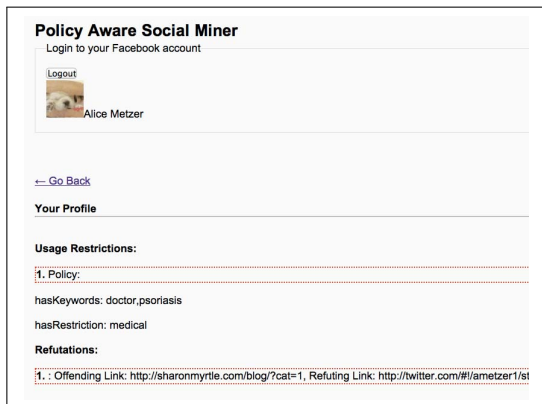 Policy Aware Social Miner
Login to your Facebook account
Logout
Alice Metzer
← Go Back
Your Profile
Usage Restrictions:
1. Policy:
hasKeywords: doctor,psoriasis
hasRestriction: medical
Refutations:
1. : Offending Link: http://sharonmyrtle.com/blog/?cat=1, Refuting Link: http://twitter.com/#!/ametzer1/st